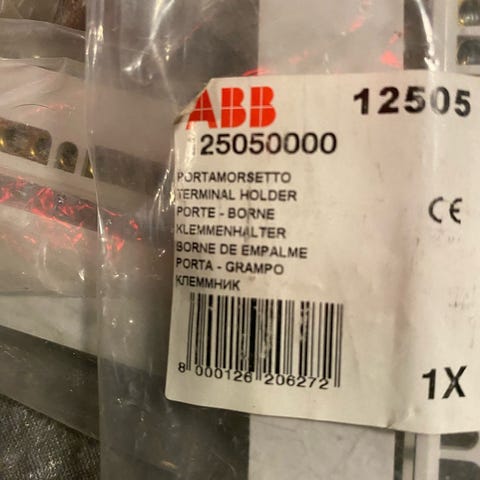 ABB 12505
125050000
PORTAMORSETTO
TERMINAL HOLDER
PORTE - BORNE
KLEMMENHALTER
BORNE DE EMPALME
PORTA - GRAMPO
КЛЕММНИК
CE
8 000126 206272
1X